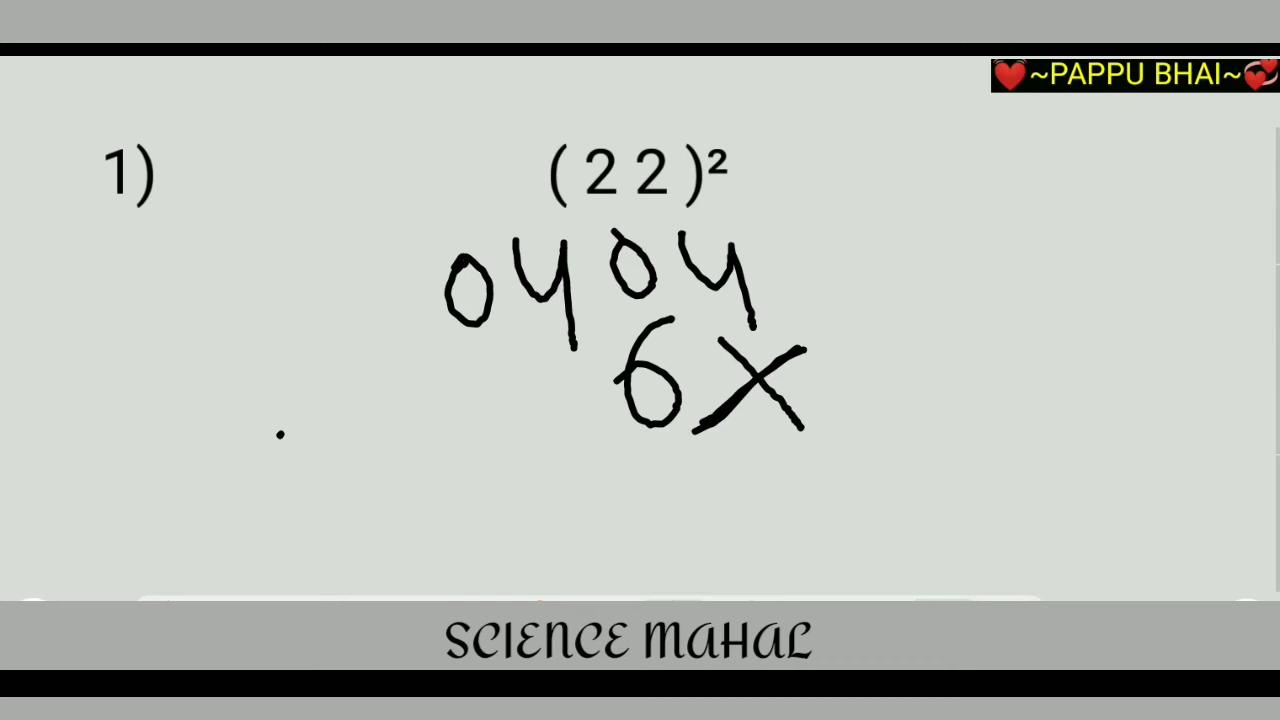 ❤️~PAPPU BHAI~💞
1) (22)²
0404
6X
SCIENCE MAHAL